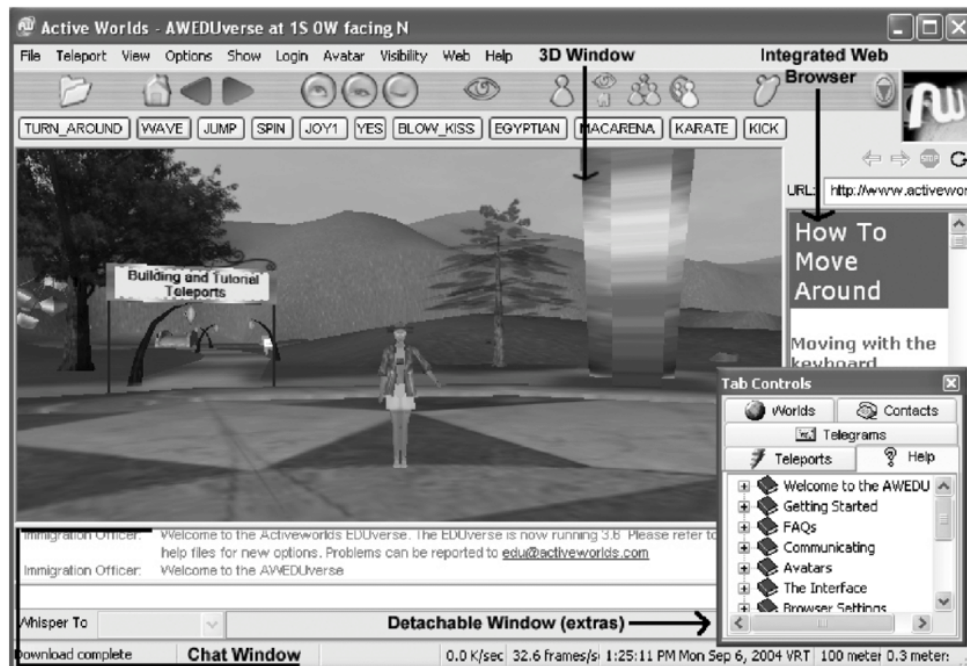 Active Worlds - AWEDUverse at 1S 0W facing N
File Teleport View Options Show Login Avatar Visibility Web Help
3D Window
Integrated Web
Browser
TURN_AROUND WAVE JUMP SPIN JOY1 YES BLOW_KISS EGYPTIAN MACARENA KARATE KICK
STOP
URL: http://www.activewor
How To
Move
Around
Moving with the
keyboard
Building and Tutorial
Teleports
Tab Controls
Worlds Contacts
Telegrams
Teleports Help
Welcome to the AWEDU
Getting Started
FAQs
Communicating
Avatars
The Interface
Browser Settings
Immigration Officer: Welcome to the Activeworlds EDUverse. The EDUverse is now running 3.6 Please refer to
help files for new options. Problems can be reported to edu@activeworlds.com
Immigration Officer: Welcome to the AWEDUverse
Whisper To
Detachable Window (extras)
Download complete
Chat Window
0.0 K/sec 32.6 frames/s 1:25:11 PM Mon Sep 6, 2004 VRT 100 meter 0.3 meter